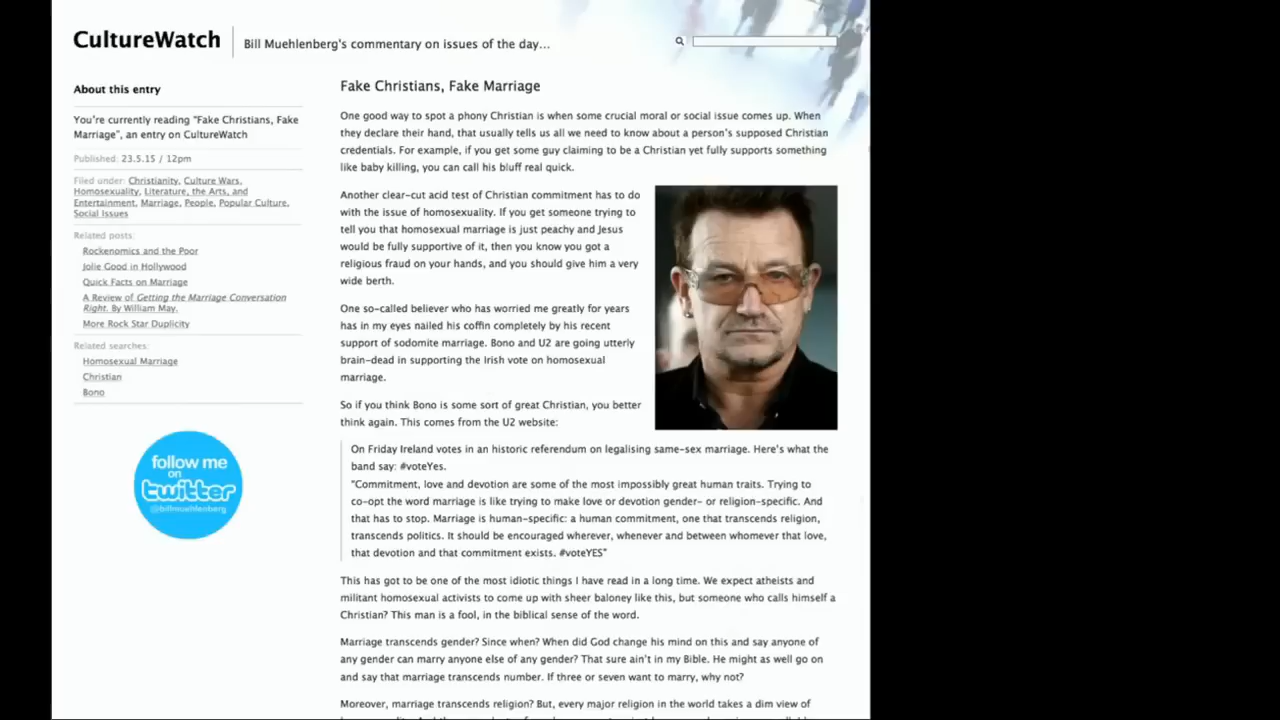 CultureWatch
Bill Muehlenberg's commentary on issues of the day...
About this entry
You're currently reading "Fake Christians, Fake
Marriage", an entry on CultureWatch
Published: 23.5.15 / 12pm
Filed under: Christianity, Culture Wars,
Homosexuality, Literature, the Arts, and
Entertainment, Marriage, People, Popular Culture,
Social Issues
Related posts:
Rockenomics and the Poor
Jolie Good in Hollywood
Quick Facts on Marriage
A Review of Getting the Marriage Conversation
Right. By William May.
More Rock Star Duplicity
Related searches:
Homosexual Marriage
Christian
Bono
follow me
on
twitter
@billmuehlenberg
Fake Christians, Fake Marriage
One good way to spot a phony Christian is when some crucial moral or social issue comes up. When
they declare their hand, that usually tells us all we need to know about a person's supposed Christian
credentials. For example, if you get some guy claiming to be a Christian yet fully supports something
like baby killing, you can call his bluff real quick.
Another clear-cut acid test of Christian commitment has to do
with the issue of homosexuality. If you get someone trying to
tell you that homosexual marriage is just peachy and Jesus
would be fully supportive of it, then you know you got a
religious fraud on your hands, and you should give him a very
wide berth.
One so-called believer who has worried me greatly for years
has in my eyes nailed his coffin completely by his recent
support of sodomite marriage. Bono and U2 are going utterly
brain-dead in supporting the Irish vote on homosexual
marriage.
So if you think Bono is some sort of great Christian, you better
think again. This comes from the U2 website:
On Friday Ireland votes in an historic referendum on legalising same-sex marriage. Here's what the
band say: #voteYes.
"Commitment, love and devotion are some of the most impossibly great human traits. Trying to
co-opt the word marriage is like trying to make love or devotion gender- or religion-specific. And
that has to stop. Marriage is human-specific: a human commitment, one that transcends religion,
transcends politics. It should be encouraged wherever, whenever and between whomever that love,
that devotion and that commitment exists. #voteYES"
This has got to be one of the most idiotic things I have read in a long time. We expect atheists and
militant homosexual activists to come up with sheer baloney like this, but someone who calls himself a
Christian? This man is a fool, in the biblical sense of the word.
Marriage transcends gender? Since when? When did God change his mind on this and say anyone of
any gender can marry anyone else of any gender? That sure ain't in my Bible. He might as well go on
and say that marriage transcends number. If three or seven want to marry, why not?
Moreover, marriage transcends religion? But, every major religion in the world takes a dim view of